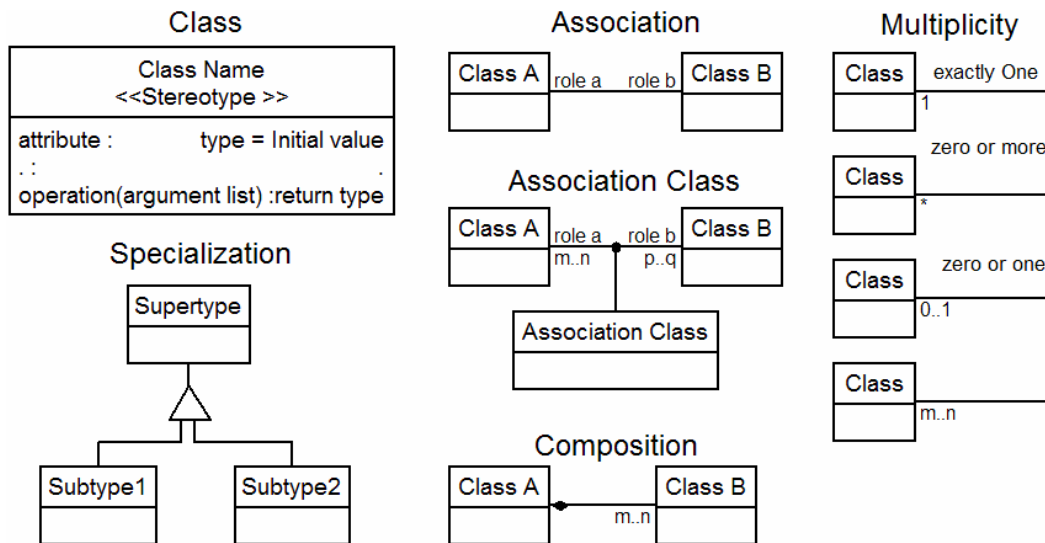 Class
Class Name
<<Stereotype >>
attribute : type = Initial value
. : .
operation(argument list) :return type
Specialization
Supertype
Subtype1 Subtype2
Association
Class A role a role b Class B
Association Class
Class A role a role b Class B
m..n p..q
Association Class
Composition
Class A Class B
m..n
Multiplicity
Class exactly One
1
zero or more
Class
*
zero or one
Class
0..1
Class
m..n